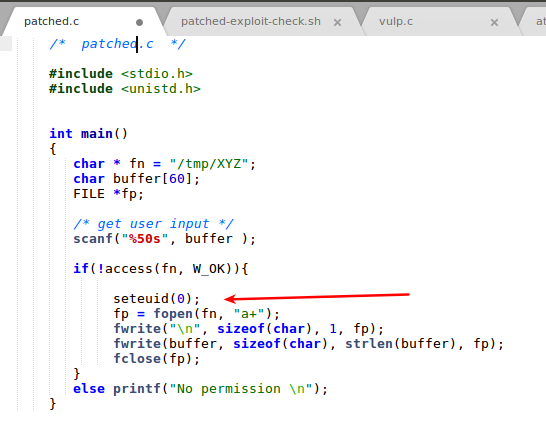 patched.c patched-exploit-check.sh × vulp.c × at
/*  patched.c  */
#include <stdio.h>
#include <unistd.h>
int main()
{
char * fn = "/tmp/XYZ";
char buffer[60];
FILE *fp;
/* get user input */
scanf("%50s", buffer );
if(!access(fn, W_OK)){
seteuid(0);
fp = fopen(fn, "a+");
fwrite("\n", sizeof(char), 1, fp);
fwrite(buffer, sizeof(char), strlen(buffer), fp);
fclose(fp);
}
else printf("No permission \n");
}